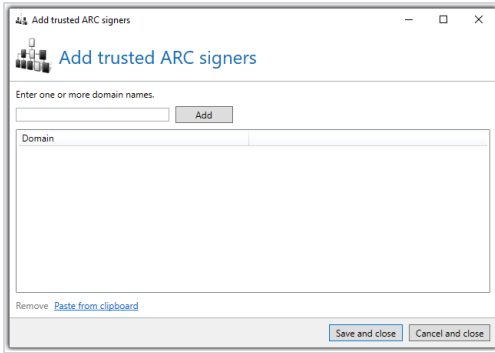 Add trusted ARC signers
Add trusted ARC signers
Enter one or more domain names.
Add
Domain
Remove Paste from clipboard
Save and close Cancel and close